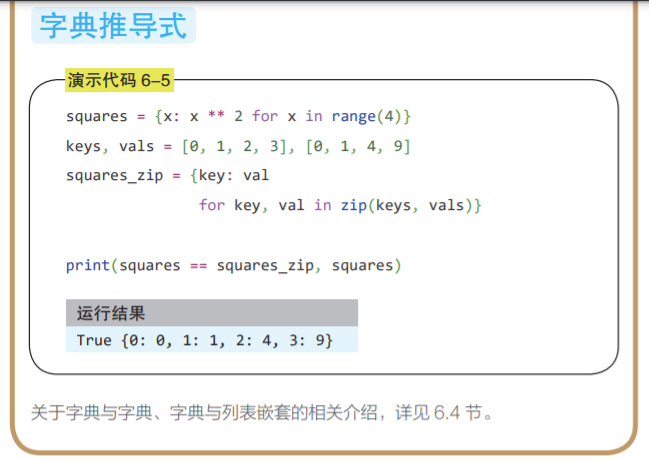 字典推导式
演示代码 6–5
squares = {x: x ** 2 for x in range(4)}
keys, vals = [0, 1, 2, 3], [0, 1, 4, 9]
squares_zip = {key: val
for key, val in zip(keys, vals)}
print(squares == squares_zip, squares)
运行结果
True {0: 0, 1: 1, 2: 4, 3: 9}
关于字典与字典、字典与列表嵌套的相关介绍，详见 6.4 节。